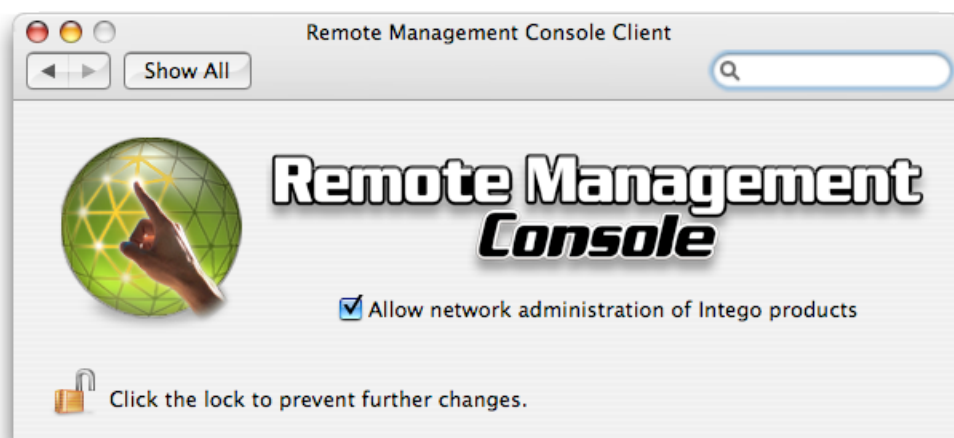 Remote Management Console Client
Show All
Remote Management
Console
Allow network administration of Intego products
Click the lock to prevent further changes.